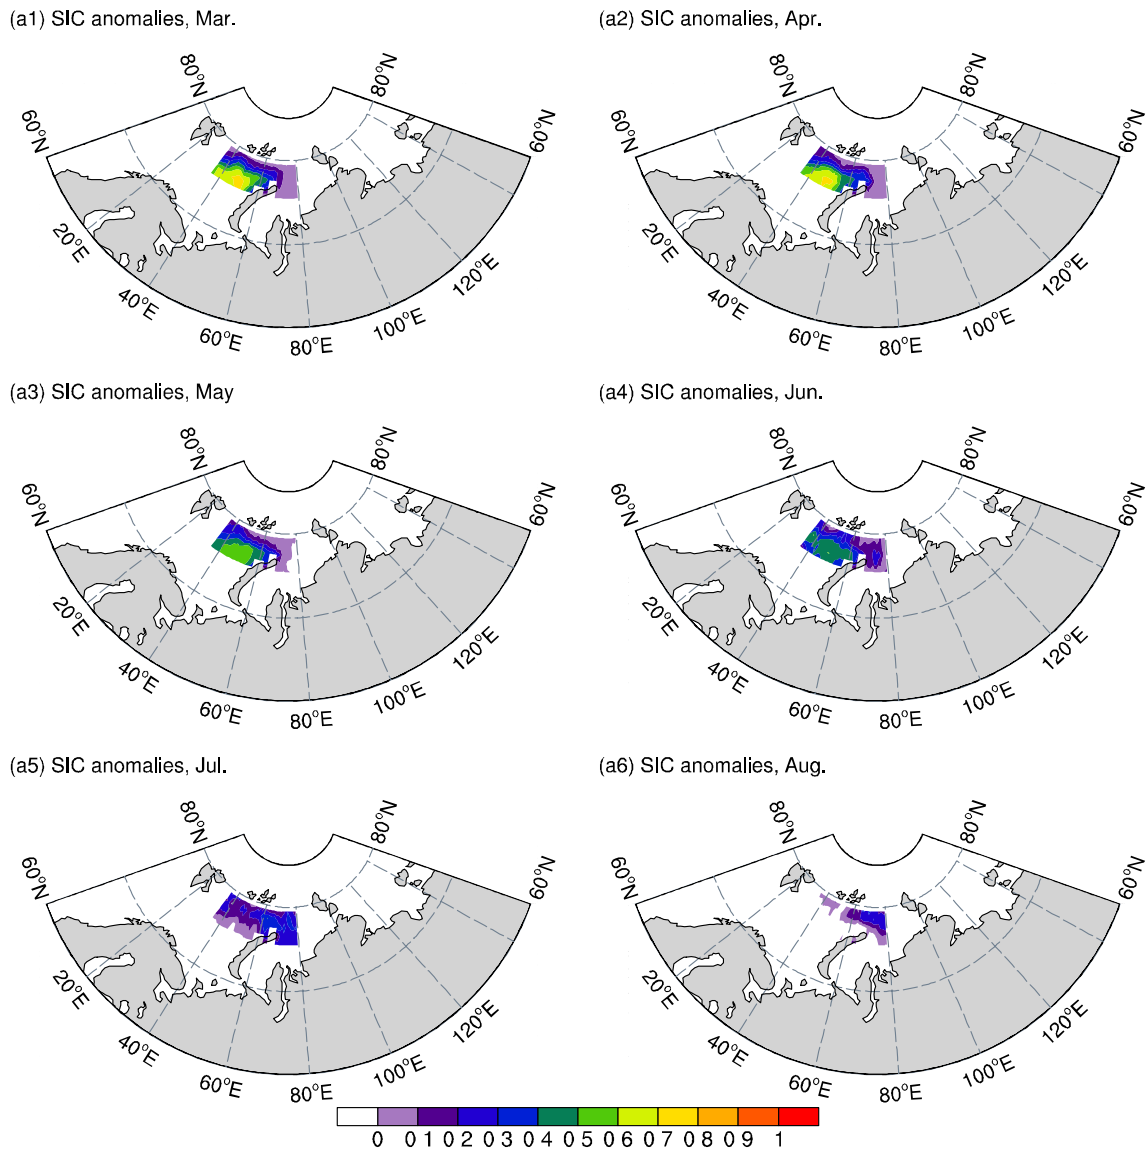 (a1) SIC anomalies, Mar.
80°N
80°N
60°N
60°N
20°E
40°E
60°E
80°E
100°E
120°E
(a2) SIC anomalies, Apr.
80°N
80°N
60°N
60°N
20°E
40°E
60°E
80°E
100°E
120°E
(a3) SIC anomalies, May
80°N
80°N
60°N
60°N
20°E
40°E
60°E
80°E
100°E
120°E
(a4) SIC anomalies, Jun.
80°N
80°N
60°N
60°N
20°E
40°E
60°E
80°E
100°E
120°E
(a5) SIC anomalies, Jul.
80°N
80°N
60°N
60°N
20°E
40°E
60°E
80°E
100°E
120°E
(a6) SIC anomalies, Aug.
80°N
80°N
60°N
60°N
20°E
40°E
60°E
80°E
100°E
120°E
0 0 1 0 2 0 3 0 4 0 5 0 6 0 7 0 8 0 9 1